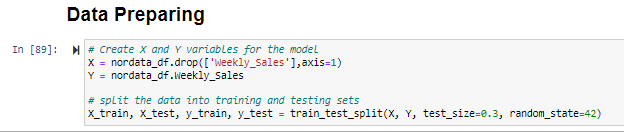 Data Preparing
In [89]: # Create X and Y variables for the model
X = nordata_df.drop(['Weekly_Sales'],axis=1)
Y = nordata_df.Weekly_Sales
# split the data into training and testing sets
X_train, X_test, y_train, y_test = train_test_split(X, Y, test_size=0.3, random_state=42)